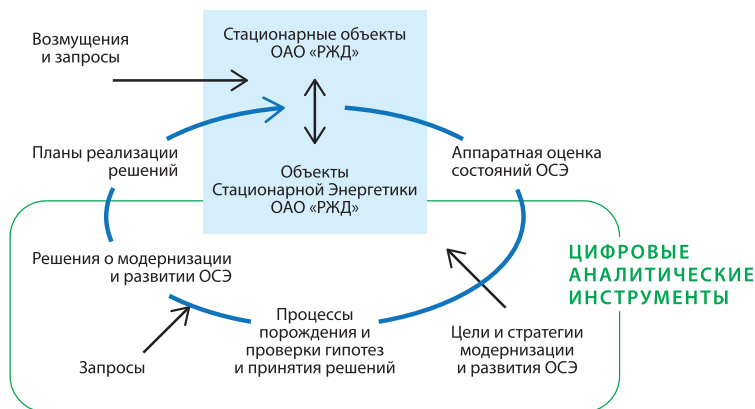 Возмущения
и запросы
Стационарные объекты
ОАО «РЖД»
Планы реализации
решений
Объекты
Стационарной Энергетики
ОАО «РЖД»
Аппаратная оценка
состояний ОСЭ
Решения о модернизации
и развитии ОСЭ
ЦИФРОВЫЕ
АНАЛИТИЧЕСКИЕ
ИНСТРУМЕНТЫ
Запросы
Процессы
порождения и
проверки гипотез
и принятия решений
Цели и стратегии
модернизации
и развития ОСЭ